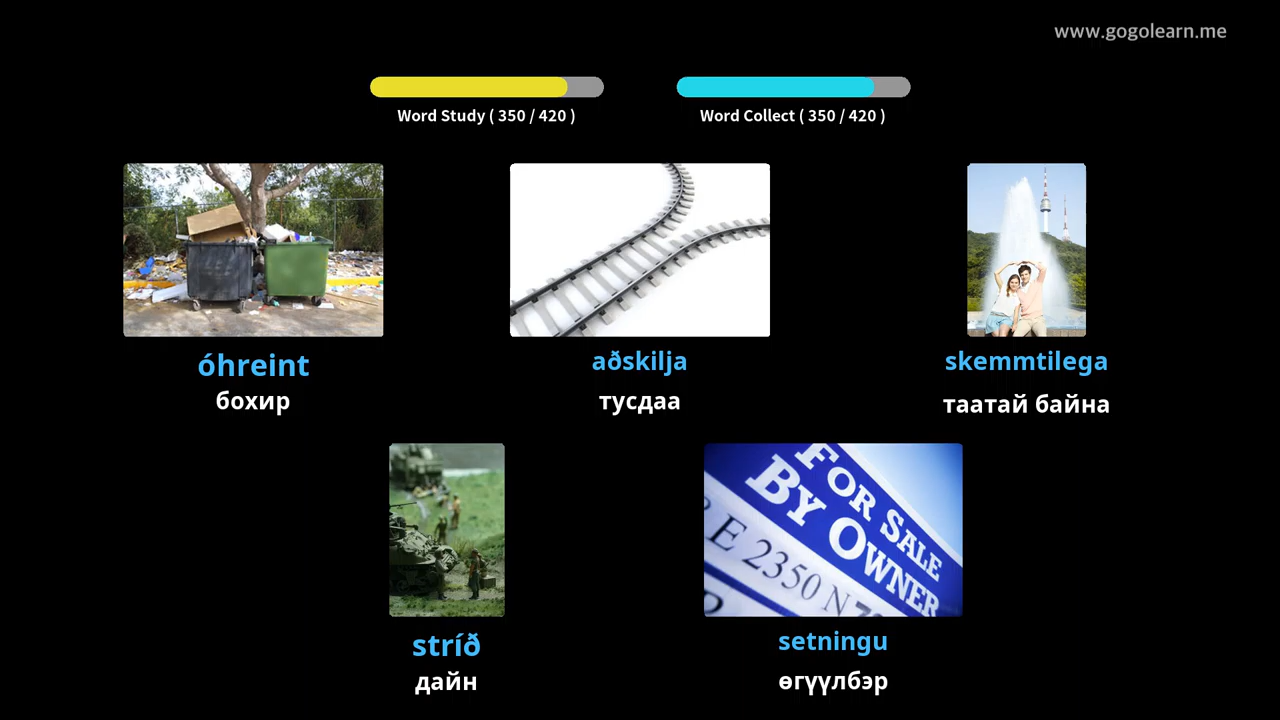 www.gogolearn.me
Word Study ( 350 / 420 )
Word Collect ( 350 / 420 )
óhreint
бохир
aðskilja
тусдаа
skemmtilega
таатай байна
FOR SALE
BY OWNER
E 2350 N
stríð
дайн
setningu
өгүүлбэр